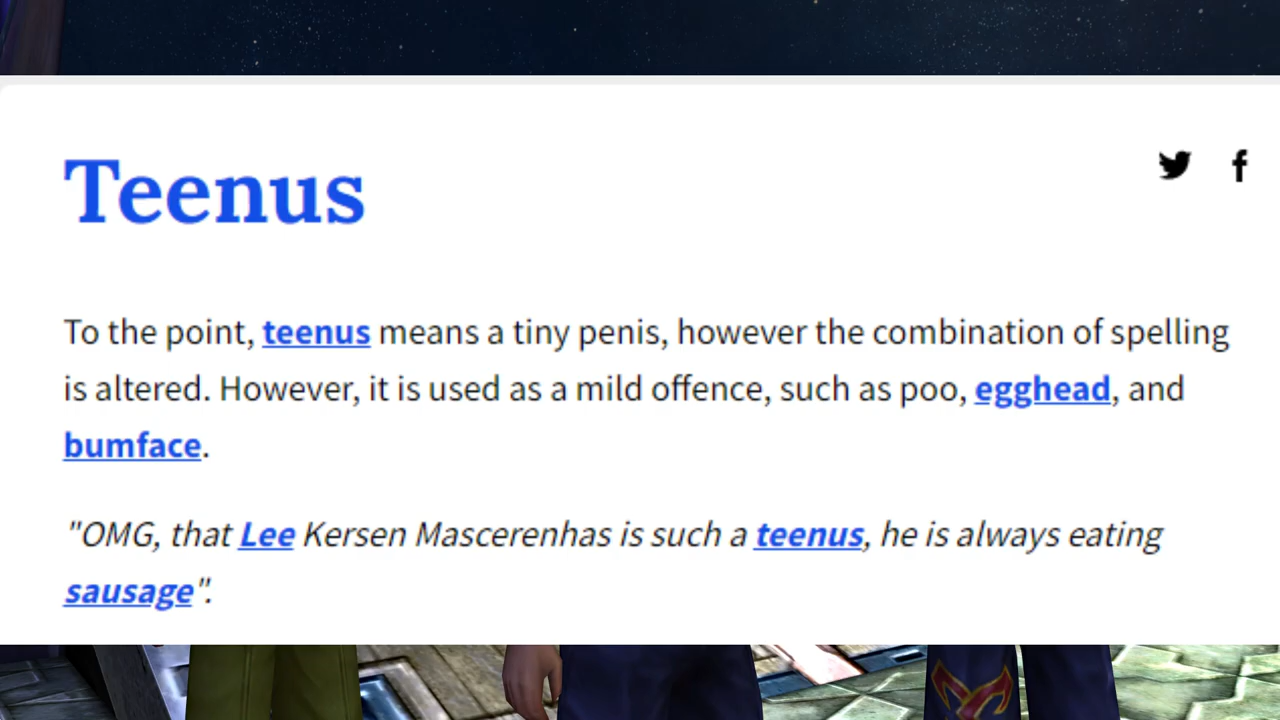 Teenus
To the point, teenus means a tiny penis, however the combination of spelling
is altered. However, it is used as a mild offence, such as poo, egghead, and
bumface.
"OMG, that Lee Kersen Mascerenhas is such a teenus, he is always eating
sausage".